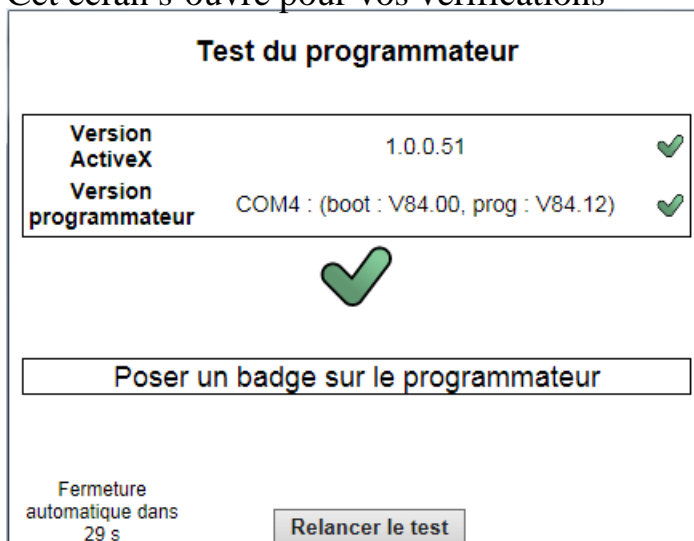 Cet écran s'ouvre pour vos vérifications
Test du programmateur
Version
ActiveX
1.0.0.51
Version
programmateur
COM4 : (boot : V84.00, prog : V84.12)
Poser un badge sur le programmateur
Fermeture
automatique dans
29 s
Relancer le test